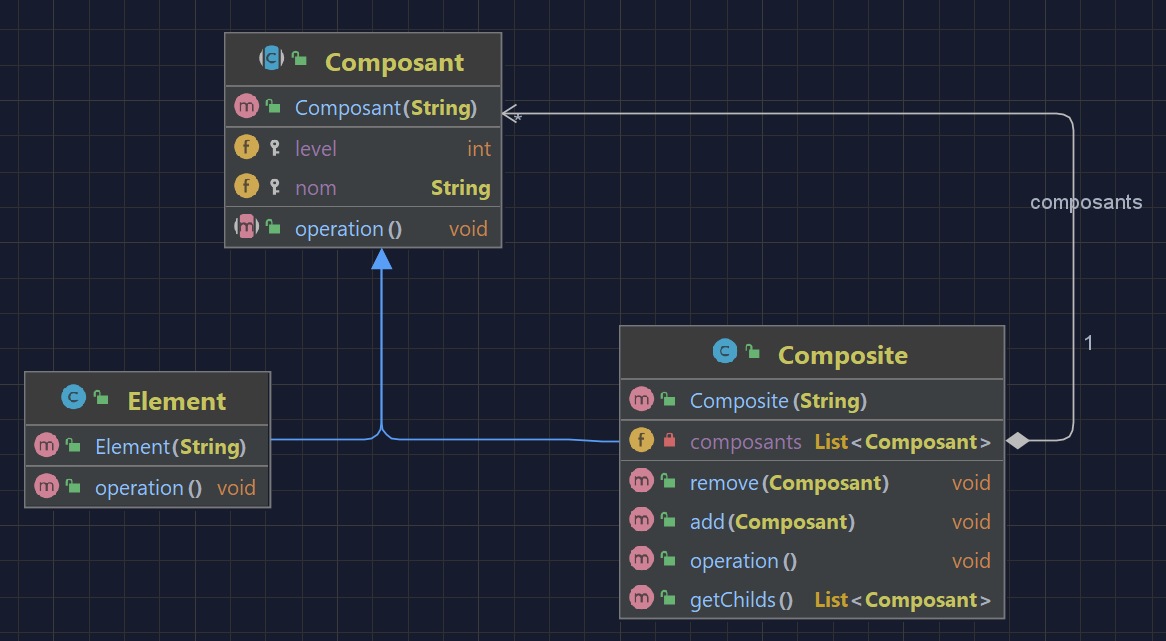 Composant
Composant(String)
level int
nom String
operation() void
*
composants
1
Element
Element(String)
operation() void
Composite
Composite(String)
composants List<Composant>
remove(Composant) void
add(Composant) void
operation() void
getChilds() List<Composant>